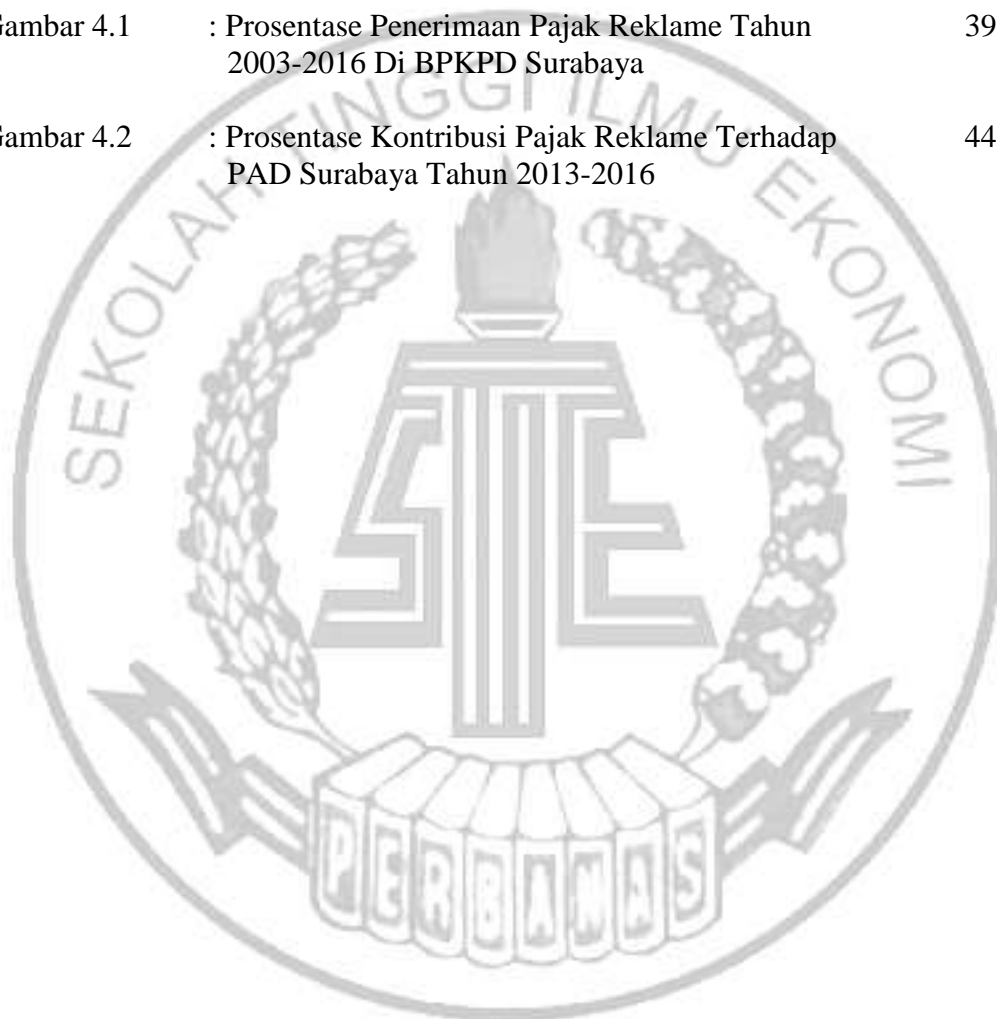 Gambar 4.1 : Prosentase Penerimaan Pajak Reklame Tahun 39
2003-2016 Di BPKPD Surabaya
Gambar 4.2 : Prosentase Kontribusi Pajak Reklame Terhadap 44
PAD Surabaya Tahun 2013-2016
SEKOLAH TINGGI ILMU EKONOMI
STIE
PERBANAS